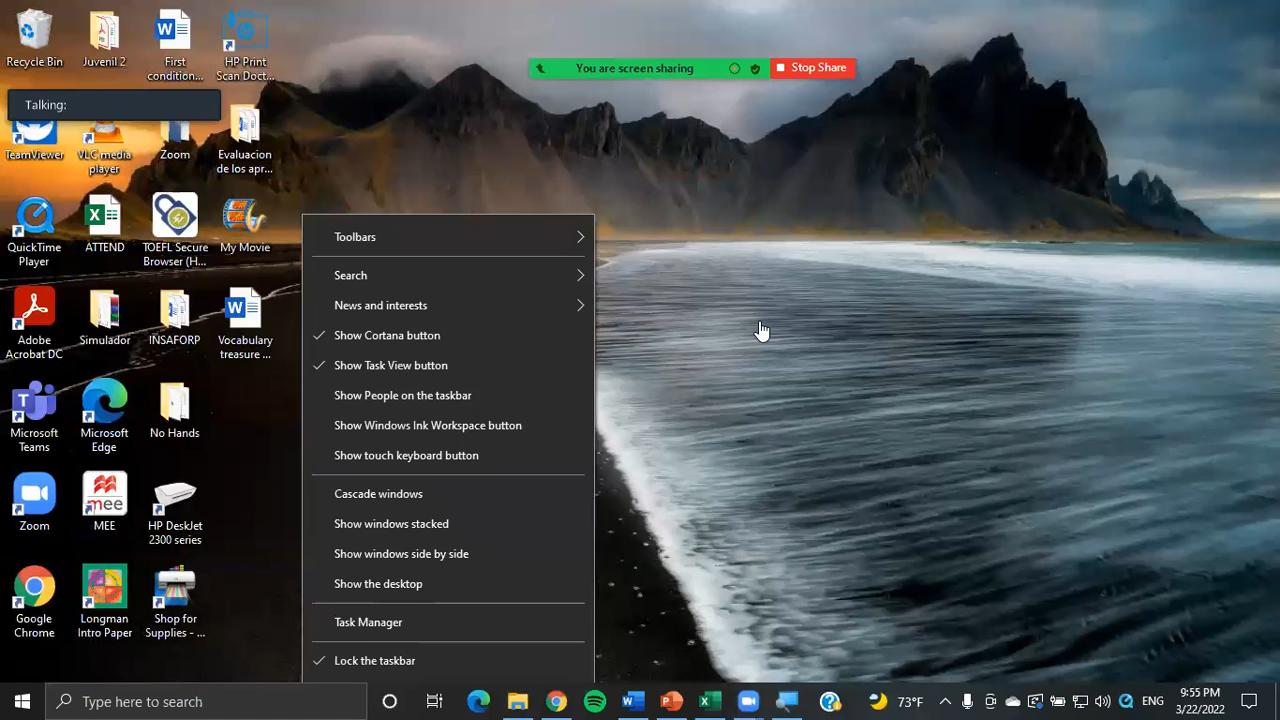 You are screen sharing
Stop Share
Talking:
Recycle Bin
Juvenil 2
First
condition...
HP Print
Scan Doct...
TeamViewer
VLC media
player
Zoom
Evaluacion
de los apr...
QuickTime
Player
ATTEND
TOEFL Secure
Browser (H...
My Movie
Adobe
Acrobat DC
Simulador
INSAFORP
Vocabulary
treasure ...
Microsoft
Teams
Microsoft
Edge
No Hands
Zoom
mee
MEE
HP DeskJet
2300 series
Google
Chrome
Longman
Intro Paper
Shop for
Supplies - ...
Toolbars
Search
News and interests
Show Cortana button
Show Task View button
Show People on the taskbar
Show Windows Ink Workspace button
Show touch keyboard button
Cascade windows
Show windows stacked
Show windows side by side
Show the desktop
Task Manager
Lock the taskbar
Type here to search
73°F
ENG
9:55 PM
3/22/2022